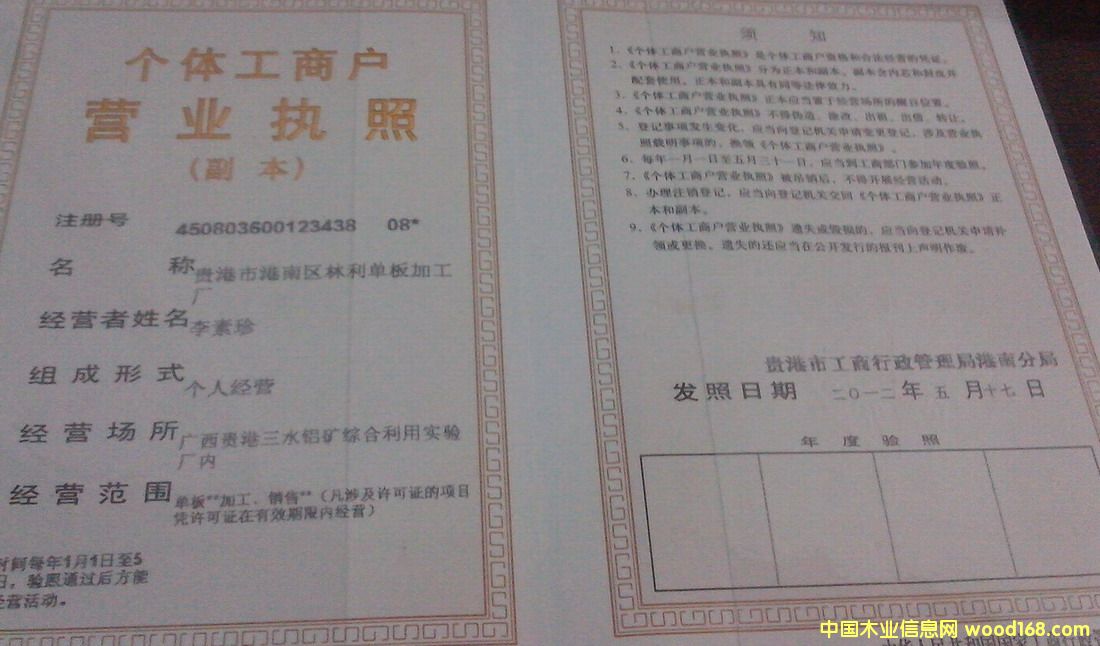 个体工商户
营业执照
（副 本）
注册号 450803600123438 08*
名 称 贵港市港南区林利单板加工
厂
经营者姓名 李素珍
组成形式 个人经营
经营场所 广西贵港三水铝矿综合利用实验
厂内
经营范围 单板**加工、销售**（凡涉及许可证的项目
凭许可证在有效期限内经营）
时间每年1月1日至5
日，验照通过后方能
经营活动。
须 知
1．《个体工商户营业执照》是个体工商户资格和合法经营的凭证。
2．《个体工商户营业执照》分为正本和副本，副本含内芯和封皮并
配套使用。正本和副本具有同等法律效力。
3．《个体工商户营业执照》正本应当置于经营场所的醒目位置。
4．《个体工商户营业执照》不得伪造、涂改、出租、出借、转让。
5．登记事项发生变化，应当向登记机关申请变更登记，涉及营业执
照载明事项的，换领《个体工商户营业执照》。
6．每年一月一日至五月三十一日，应当到工商部门参加年度验照。
7．《个体工商户营业执照》被吊销后，不得开展经营活动。
8．办理注销登记，应当向登记机关交回《个体工商户营业执照》正
本和副本。
9．《个体工商户营业执照》遗失或毁损的，应当向登记机关申请补
领或更换。遗失的还应当在公开发行的报刊上声明作废。
贵港市工商行政管理局港南分局
发照日期 二〇一二 年 五 月 十七 日
年 度 验 照
中国木业信息网 wood168.com